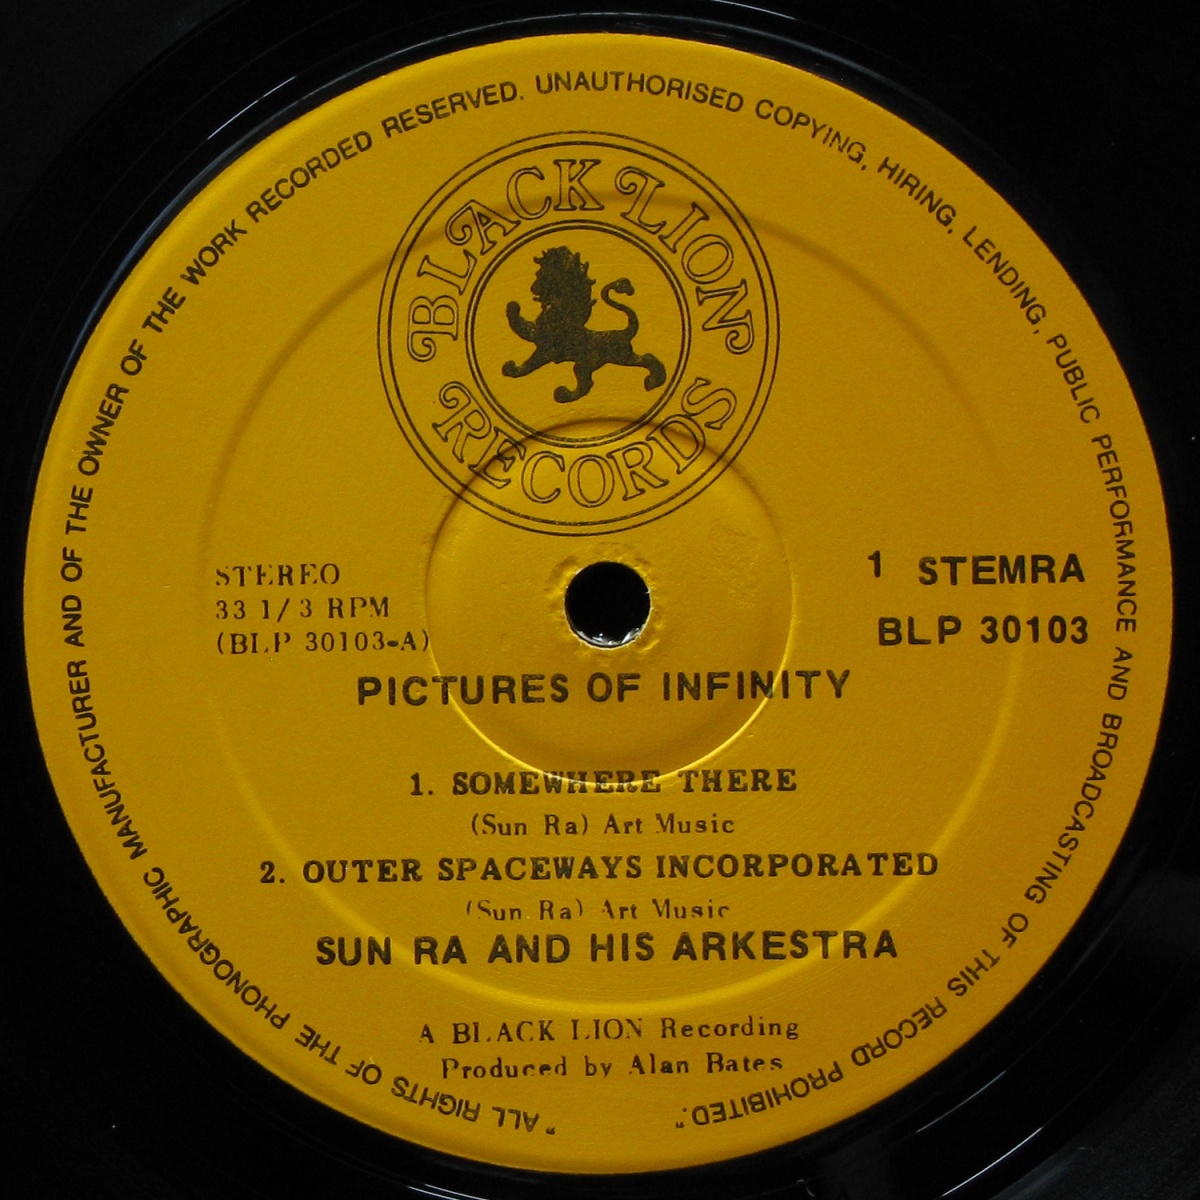 "ALL RIGHTS OF THE PHONOGRAPHIC MANUFACTURER AND OF THE OWNER OF THE WORK RECORDED RESERVED. UNAUTHORISED COPYING, HIRING, LENDING, PUBLIC PERFORMANCE AND BROADCASTING OF THIS RECORD PROHIBITED."
BLACK LION
RECORDS
STEREO
33 1/3 RPM
(BLP 30103-A)
1 STEMRA
BLP 30103
PICTURES OF INFINITY
1. SOMEWHERE THERE
(Sun Ra) Art Music
2. OUTER SPACEWAYS INCORPORATED
(Sun Ra) Art Music
SUN RA AND HIS ARKESTRA
A BLACK LION Recording
Produced by Alan Bates